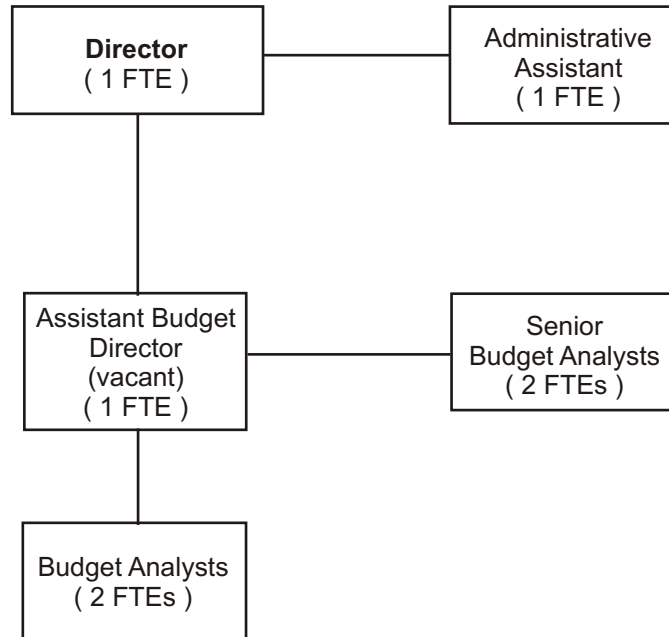 Director
( 1 FTE )
Administrative
Assistant
( 1 FTE )
Assistant Budget
Director
(vacant)
( 1 FTE )
Senior
Budget Analysts
( 2 FTEs )
Budget Analysts
( 2 FTEs )